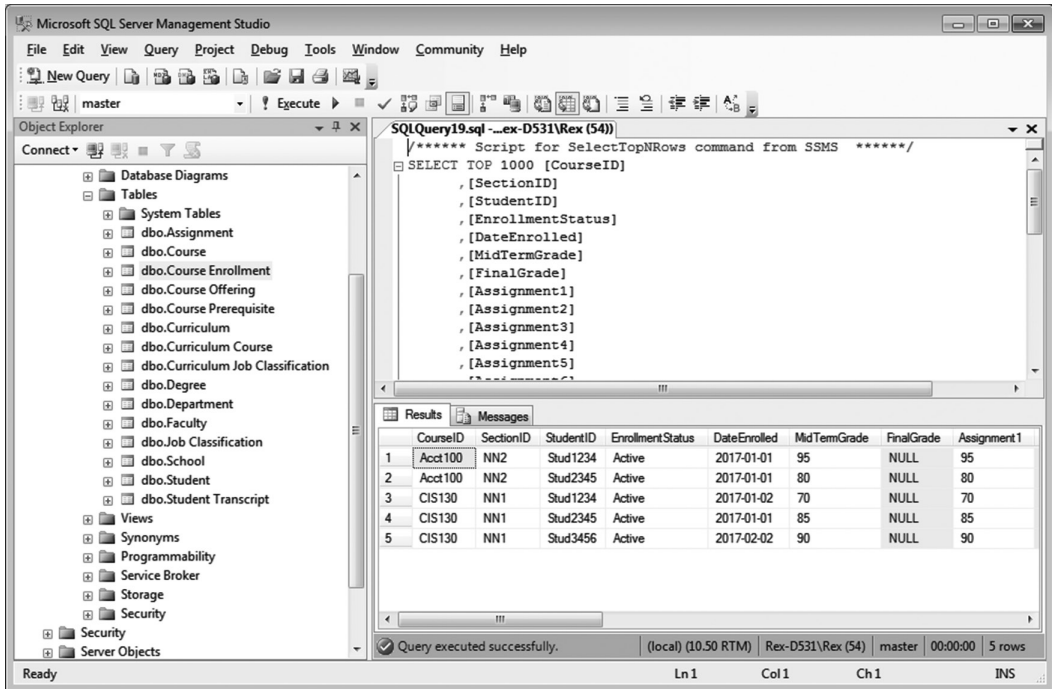 Microsoft SQL Server Management Studio
File Edit View Query Project Debug Tools Window Community Help
New Query
master Execute
Object Explorer
Connect
Database Diagrams
Tables
System Tables
dbo.Assignment
dbo.Course
dbo.Course Enrollment
dbo.Course Offering
dbo.Course Prerequisite
dbo.Curriculum
dbo.Curriculum Course
dbo.Curriculum Job Classification
dbo.Degree
dbo.Department
dbo.Faculty
dbo.Job Classification
dbo.School
dbo.Student
dbo.Student Transcript
Views
Synonyms
Programmability
Service Broker
Storage
Security
Security
Server Objects
SQLQuery19.sql -...ex-D531\Rex (54))
/****** Script for SelectTopNRows command from SSMS ******/
SELECT TOP 1000 [CourseID]
,[SectionID]
,[StudentID]
,[EnrollmentStatus]
,[DateEnrolled]
,[MidTermGrade]
,[FinalGrade]
,[Assignment1]
,[Assignment2]
,[Assignment3]
,[Assignment4]
,[Assignment5]
Results Messages
CourseID SectionID StudentID EnrollmentStatus DateEnrolled MidTermGrade FinalGrade Assignment1
1 Acct100 NN2 Stud1234 Active 2017-01-01 95 NULL 95
2 Acct100 NN2 Stud2345 Active 2017-01-01 80 NULL 80
3 CIS130 NN1 Stud1234 Active 2017-01-02 70 NULL 70
4 CIS130 NN1 Stud2345 Active 2017-01-01 85 NULL 85
5 CIS130 NN1 Stud3456 Active 2017-02-02 90 NULL 90
Query executed successfully. (local) (10.50 RTM) Rex-D531\Rex (54) master 00:00:00 5 rows
Ready Ln 1 Col 1 Ch 1 INS